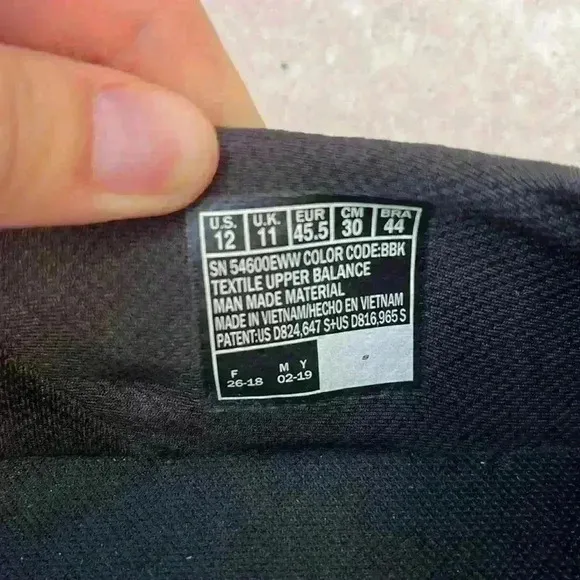 U.S. U.K. EUR CM BRA
12 11 45.5 30 44
SN 54600EWW COLOR CODE:BBK
TEXTILE UPPER BALANCE
MAN MADE MATERIAL
MADE IN VIETNAM/HECHO EN VIETNAM
PATENT:US D824,647 S+US D816,965 S
F M Y
26-18 02-19